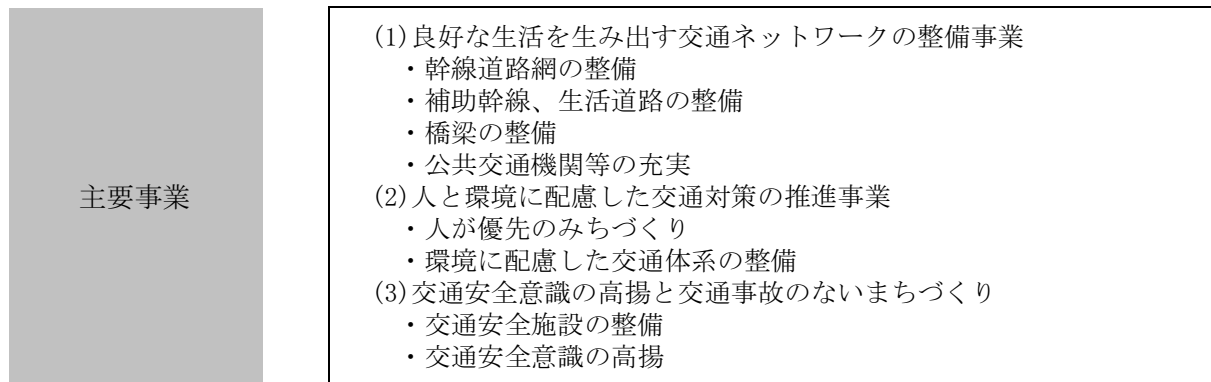 主要事業
(1)良好な生活を生み出す交通ネットワークの整備事業
・幹線道路網の整備
・補助幹線、生活道路の整備
・橋梁の整備
・公共交通機関等の充実
(2)人と環境に配慮した交通対策の推進事業
・人が優先のみちづくり
・環境に配慮した交通体系の整備
(3)交通安全意識の高揚と交通事故のないまちづくり
・交通安全施設の整備
・交通安全意識の高揚